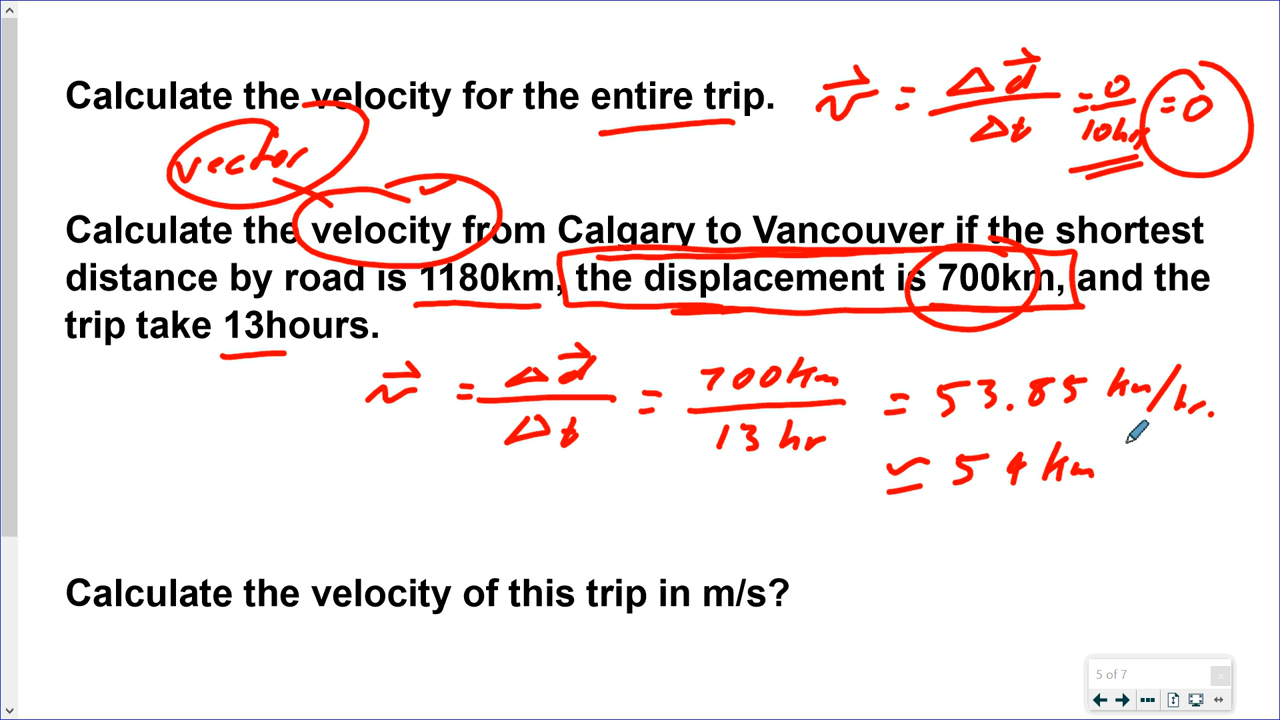 Calculate the velocity for the entire trip. v = Δd/Δt = 0/10hr = 0
vector
Calculate the velocity from Calgary to Vancouver if the shortest
distance by road is 1180km, the displacement is 700km, and the
trip take 13hours.
v = Δd/Δt = 700km/13 hr = 53.85 km/hr.
≃ 54 km
Calculate the velocity of this trip in m/s?
5 of 7